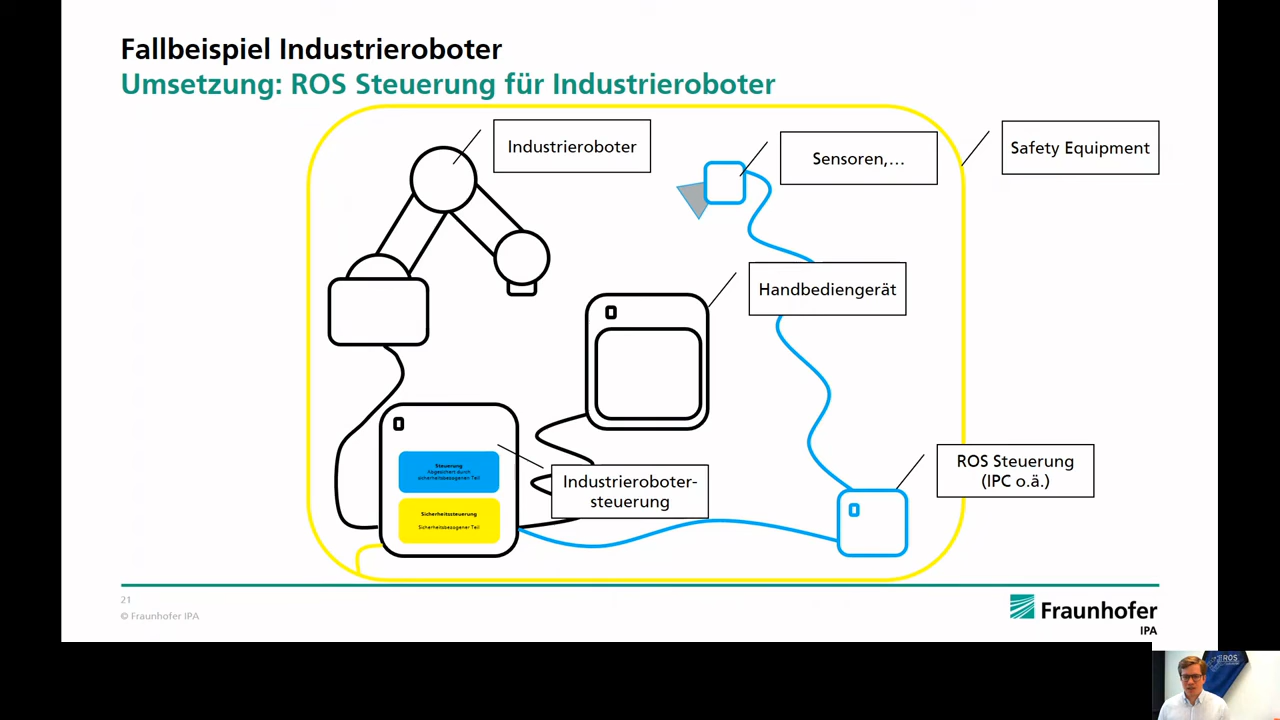 Fallbeispiel Industrieroboter
Umsetzung: ROS Steuerung für Industrieroboter
Industrieroboter
Sensoren,...
Safety Equipment
Handbediengerät
Steuerung
Abgesichert durch
sicherheitsbezogenen Teil
Sicherheitssteuerung
Sicherheitsbezogener Teil
Industrieroboter-
steuerung
ROS Steuerung
(IPC o.ä.)
21
© Fraunhofer IPA
Fraunhofer
IPA
ROS